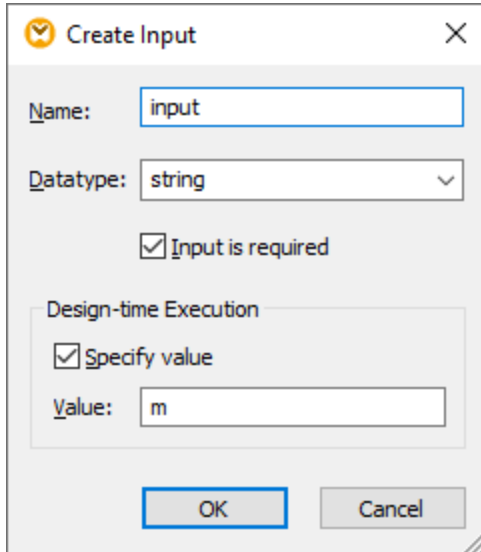 Create Input
Name: input
Datatype: string
Input is required
Design-time Execution
Specify value
Value: m
OK Cancel